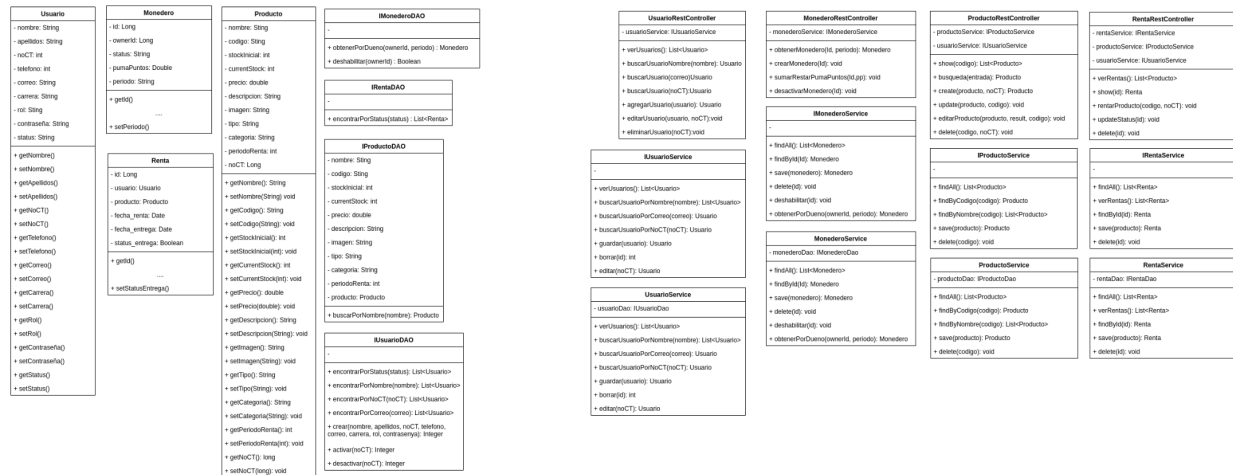 Usuario
- nombre: String
- apellidos: String
- noCT: int
- telefono: int
- correo: String
- carrera: String
- rol: Sting
- contraseña: String
- status: String
+ getNombre()
+ setNombre()
+ getApellidos()
+ setApellidos()
+ getNoCT()
+ setNoCT()
+ getTelefono()
+ setTelefono()
+ getCorreo()
+ setCorreo()
+ getCarrera()
+ setCarrera()
+ getRol()
+ setRol()
+ getContraseña()
+ setContraseña()
+ getStatus()
+ setStatus()
Monedero
- id: Long
- ownerId: Long
- status: String
- pumaPuntos: Double
- periodo: String
+ getId()
....
+ setPeriodo()
Renta
- id: Long
- usuario: Usuario
- producto: Producto
- fecha_renta: Date
- fecha_entrega: Date
- status_entrega: Boolean
+ getId()
....
+ setStatusEntrega()
Producto
- nombre: Sting
- codigo: Sting
- stockInicial: int
- currentStock: int
- precio: double
- descripcion: String
- imagen: String
- tipo: String
- categoria: String
- periodoRenta: int
- noCT: Long
+ getNombre(): String
+ setNombre(String): void
+ getCodigo(): String
+ setCodigo(String): void
+ getStockInicial(): int
+ setStockInicial(int): void
+ getCurrentStock(): int
+ setCurrentStock(int): void
+ getPrecio(): double
+ setPrecio(double): void
+ getDescripcion(): String
+ setDescripcion(String): void
+ getImagen(): String
+ setImagen(String): void
+ getTipo(): String
+ setTipo(String): void
+ getCategoria(): String
+ setCategoria(String): void
+ getPeriodoRenta(): int
+ setPeriodoRenta(int): void
+ getNoCT(): long
+ setNoCT(long): void
IMonederoDAO
-
+ obtenerPorDueno(ownerId, periodo) : Monedero
+ deshabilitar(ownerId) : Boolean
IRentaDAO
-
+ encontrarPorStatus(status) : List<Renta>
IProductoDAO
- nombre: Sting
- codigo: Sting
- stockInicial: int
- currentStock: int
- precio: double
- descripcion: String
- imagen: String
- tipo: String
- categoria: String
- periodoRenta: int
- producto: Producto
+ buscarPorNombre(nombre): Producto
IUsuarioDAO
-
+ encontrarPorStatus(status): List<Usuario>
+ encontrarPorNombre(nombre): List<Usuario>
+ encontrarPorNoCT(noCT): List<Usuario>
+ encontrarPorCorreo(correo): List<Usuario>
+ crear(nombre, apellidos, noCT, telefono,
correo, carrera, rol, contrasenya): Integer
+ activar(noCT): Integer
+ desactivar(noCT): Integer
UsuarioRestController
- usuarioService: IUsuarioService
+ verUsuarios(): List<Usuario>
+ buscarUsuarioNombre(nombre): Usuario
+ buscarUsuario(correo)Usuario
+ buscarUsuario(noCT):Usuario
+ agregarUsuario(usuario): Usuario
+ editarUsuario(usuario, noCT):void
+ eliminarUsuario(noCT):void
IUsuarioService
-
+ verUsuarios(): List<Usuario>
+ buscarUsuarioPorNombre(nombre): List<Usuario>
+ buscarUsuarioPorCorreo(correo): Usuario
+ buscarUsuarioPorNoCT(noCT): Usuario
+ guardar(usuario): Usuario
+ borrar(id): int
+ editar(noCT): Usuario
UsuarioService
- usuarioDao: IUsuarioDao
+ verUsuarios(): List<Usuario>
+ buscarUsuarioPorNombre(nombre): List<Usuario>
+ buscarUsuarioPorCorreo(correo): Usuario
+ buscarUsuarioPorNoCT(noCT): Usuario
+ guardar(usuario): Usuario
+ borrar(id): int
+ editar(noCT): Usuario
MonederoRestController
- monederoService: IMonederoService
+ obtenerMonedero(Id, periodo): Monedero
+ crearMonedero(Id): void
+ sumarRestarPumaPuntos(Id,pp): void
+ desactivarMonedero(Id): void
IMonederoService
-
+ findAll(): List<Monedero>
+ findById(Id): Monedero
+ save(monedero): Monedero
+ delete(id): void
+ deshabilitar(id): void
+ obtenerPorDueno(ownerId, periodo): Monedero
MonederoService
- monederoDao: IMonederoDao
+ findAll(): List<Monedero>
+ findById(Id): Monedero
+ save(monedero): Monedero
+ delete(id): void
+ deshabilitar(id): void
+ obtenerPorDueno(ownerId, periodo): Monedero
ProductoRestController
- productoService: IProductoService
- usuarioService: IUsuarioService
+ show(codigo): List<Producto>
+ busqueda(entrada): Producto
+ create(producto, noCT): Producto
+ update(producto, codigo): void
+ editarProducto(producto, result, codigo): void
+ delete(codigo, noCT): void
IProductoService
-
+ findAll(): List<Producto>
+ findByCodigo(codigo): Producto
+ findByNombre(codigo): List<Producto>
+ save(producto): Producto
+ delete(codigo): void
ProductoService
- productoDao: IProductoDao
+ findAll(): List<Producto>
+ findByCodigo(codigo): Producto
+ findByNombre(codigo): List<Producto>
+ save(producto): Producto
+ delete(codigo): void
RentaRestController
- rentaService: IRentaService
- productoService: IProductoService
- usuarioService: IUsuarioService
+ verRentas(): List<Producto>
+ show(id): Renta
+ rentarProducto(codigo, noCT): void
+ updateStatus(id): void
+ delete(id): void
IRentaService
-
+ findAll(): List<Renta>
+ verRentas(): List<Renta>
+ findById(id): Renta
+ save(producto): Renta
+ delete(id): void
RentaService
- rentaDao: IRentaDao
+ findAll(): List<Renta>
+ verRentas(): List<Renta>
+ findById(id): Renta
+ save(producto): Renta
+ delete(id): void